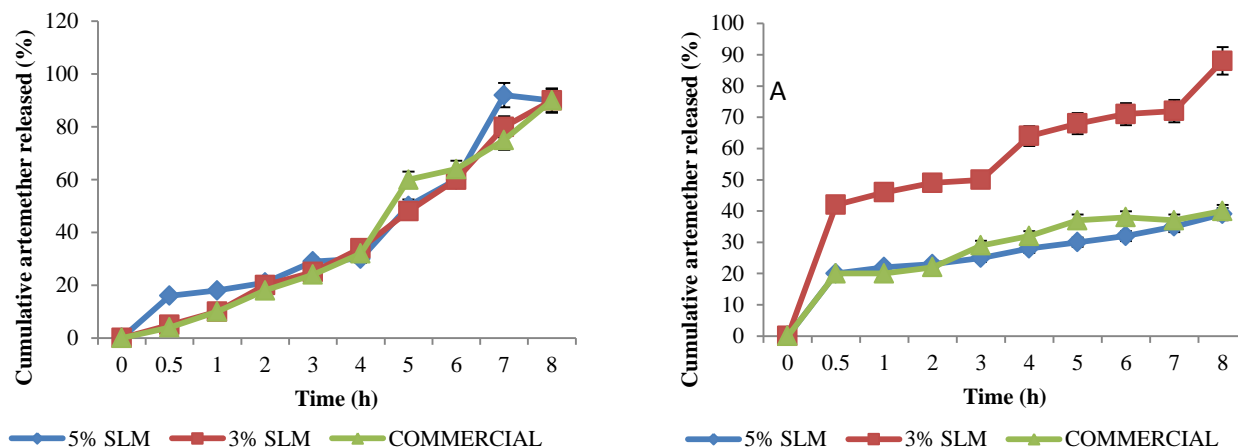 Cumulative artemether released (%)
120
100
80
60
40
20
0
0 0.5 1 2 3 4 5 6 7 8
Time (h)
5% SLM 3% SLM COMMERCIAL
Cumulative artemether released (%)
100
90
80
70
60
50
40
30
20
10
0
A
0 0.5 1 2 3 4 5 6 7 8
Time (h)
5% SLM 3% SLM COMMERCIAL